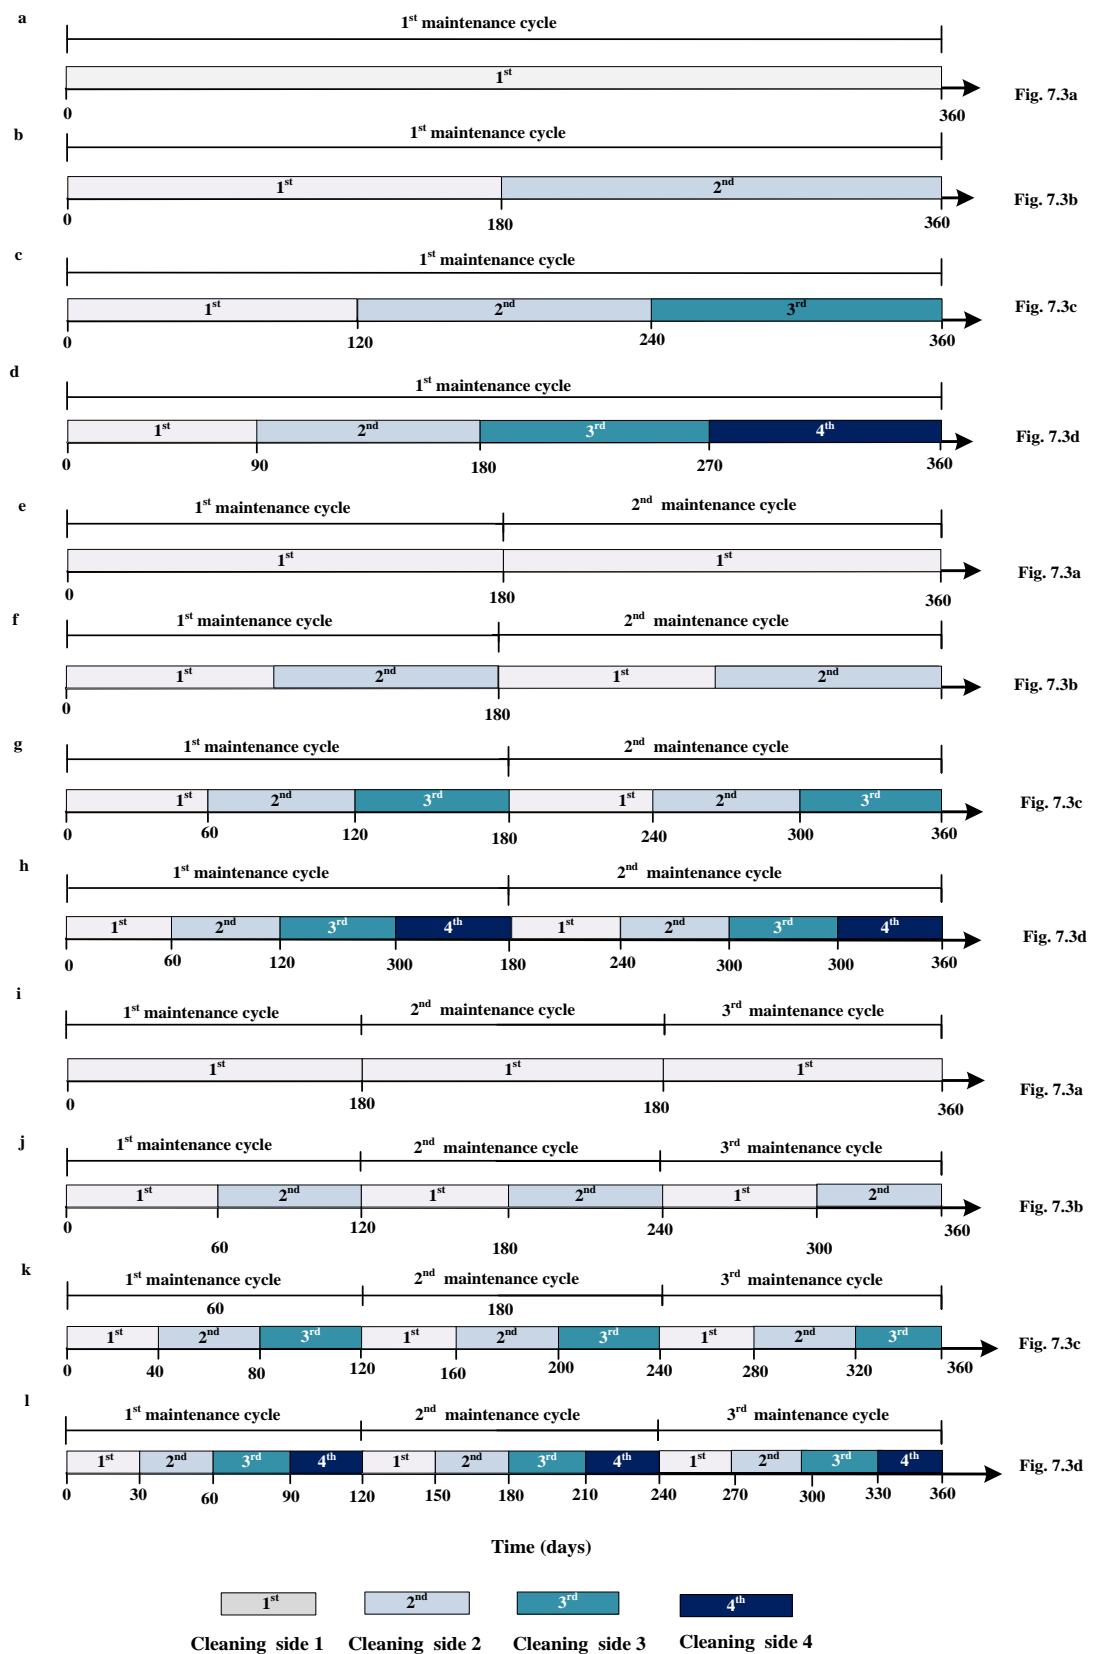 a
1st maintenance cycle
1st
0
360
Fig. 7.3a
b
1st maintenance cycle
1st 2nd
0
180
360
Fig. 7.3b
c
1st maintenance cycle
1st 2nd 3rd
0 120 240 360
Fig. 7.3c
d
1st maintenance cycle
1st 2nd 3rd 4th
0 90 180 270 360
Fig. 7.3d
e
1st maintenance cycle 2nd maintenance cycle
1st 1st
0 180 360
Fig. 7.3a
f
1st maintenance cycle 2nd maintenance cycle
1st 2nd 1st 2nd
0 180
Fig. 7.3b
g
1st maintenance cycle 2nd maintenance cycle
1st 2nd 3rd 1st 2nd 3rd
0 60 120 180 240 300 360
Fig. 7.3c
h
1st maintenance cycle 2nd maintenance cycle
1st 2nd 3rd 4th 1st 2nd 3rd 4th
0 60 120 300 180 240 300 300 360
Fig. 7.3d
i
1st maintenance cycle 2nd maintenance cycle 3rd maintenance cycle
1st 1st 1st
0 180 180 360
Fig. 7.3a
j
1st maintenance cycle 2nd maintenance cycle 3rd maintenance cycle
1st 2nd 1st 2nd 1st 2nd
0 120 240 360
60 180 300
Fig. 7.3b
k
1st maintenance cycle 2nd maintenance cycle 3rd maintenance cycle
60 180
1st 2nd 3rd 1st 2nd 3rd 1st 2nd 3rd
0 40 80 120 160 200 240 280 320 360
Fig. 7.3c
l
1st maintenance cycle 2nd maintenance cycle 3rd maintenance cycle
1st 2nd 3rd 4th 1st 2nd 3rd 4th 1st 2nd 3rd 4th
0 30 60 90 120 150 180 210 240 270 300 330 360
Fig. 7.3d
Time (days)
1st 2nd 3rd 4th
Cleaning side 1 Cleaning side 2 Cleaning side 3 Cleaning side 4